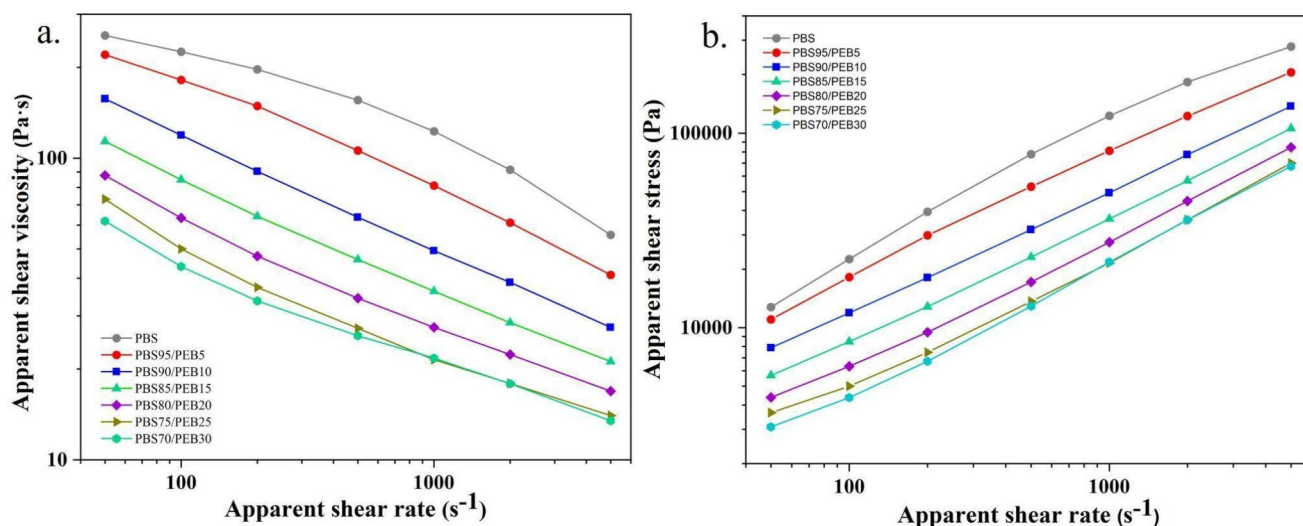 a.
Apparent shear viscosity (Pa·s)
100
10
PBS
PBS95/PEB5
PBS90/PEB10
PBS85/PEB15
PBS80/PEB20
PBS75/PEB25
PBS70/PEB30
100
1000
Apparent shear rate (s⁻¹)
b.
Apparent shear stress (Pa)
100000
10000
PBS
PBS95/PEB5
PBS90/PEB10
PBS85/PEB15
PBS80/PEB20
PBS75/PEB25
PBS70/PEB30
100
1000
Apparent shear rate (s⁻¹)